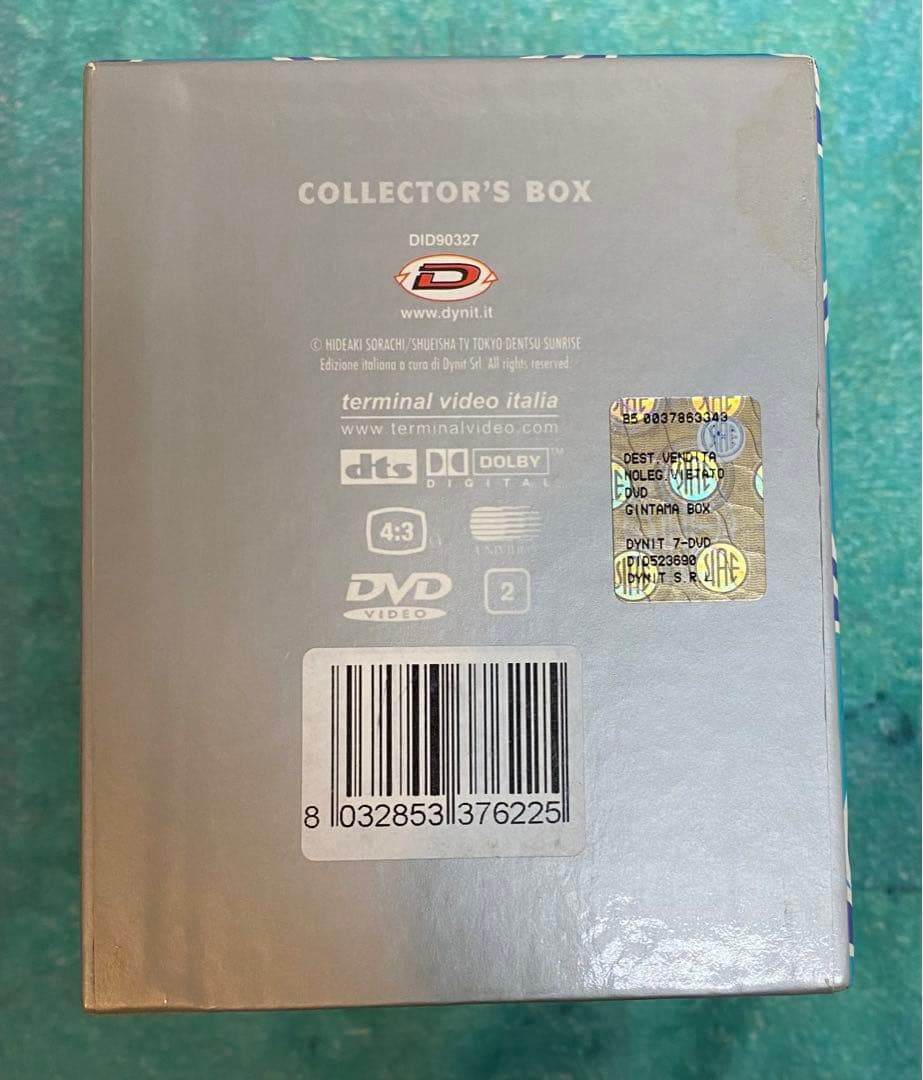 COLLECTOR'S BOX
DID90327
D
www.dynit.it
© HIDEAKI SORACHI/SHUEISHA TV TOKYO DENTSU SUNRISE
Edizione italiana a cura di Dynit Srl. All rights reserved.
terminal video italia
www.terminalvideo.com
dts DOLBY™
DIGITAL
4:3
DVD
VIDEO
2
8 032853 376225
B5 0037863343
DEST.VENDITA
NOLEG.VIETATO
DVD
GINTAMA BOX
DYNIT 7-DVD
DID523690
DYNIT S.R.L
SIAE